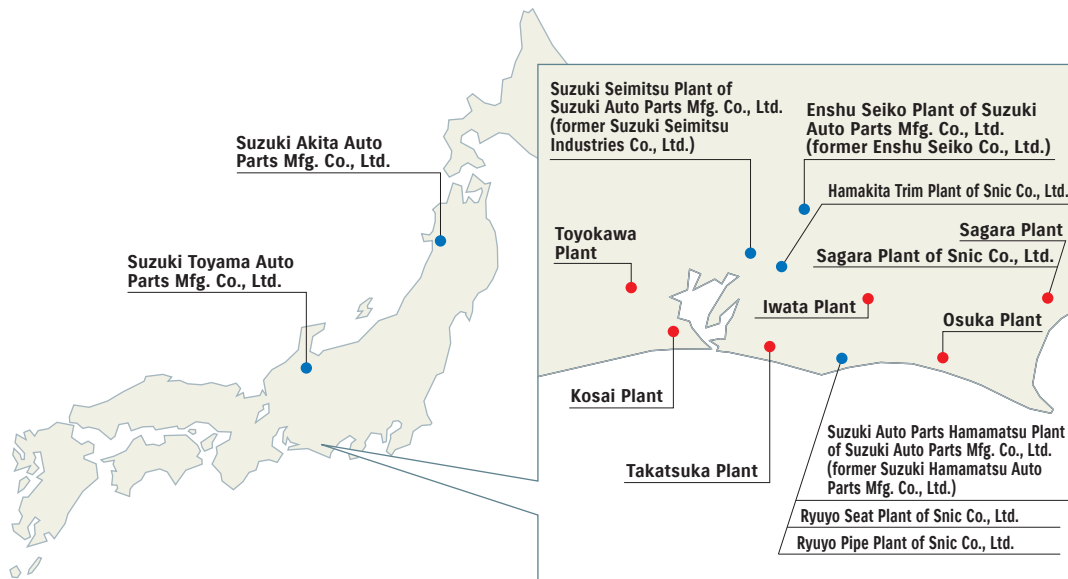 Suzuki Akita Auto
Parts Mfg. Co., Ltd.
Suzuki Toyama Auto
Parts Mfg. Co., Ltd.
Suzuki Seimitsu Plant of
Suzuki Auto Parts Mfg. Co., Ltd.
(former Suzuki Seimitsu
Industries Co., Ltd.)
Enshu Seiko Plant of Suzuki
Auto Parts Mfg. Co., Ltd.
(former Enshu Seiko Co., Ltd.)
Hamakita Trim Plant of Snic Co., Ltd.
Sagara Plant
Sagara Plant of Snic Co., Ltd.
Toyokawa
Plant
Iwata Plant
Osuka Plant
Kosai Plant
Takatsuka Plant
Suzuki Auto Parts Hamamatsu Plant
of Suzuki Auto Parts Mfg. Co., Ltd.
(former Suzuki Hamamatsu Auto
Parts Mfg. Co., Ltd.)
Ryuyo Seat Plant of Snic Co., Ltd.
Ryuyo Pipe Plant of Snic Co., Ltd.